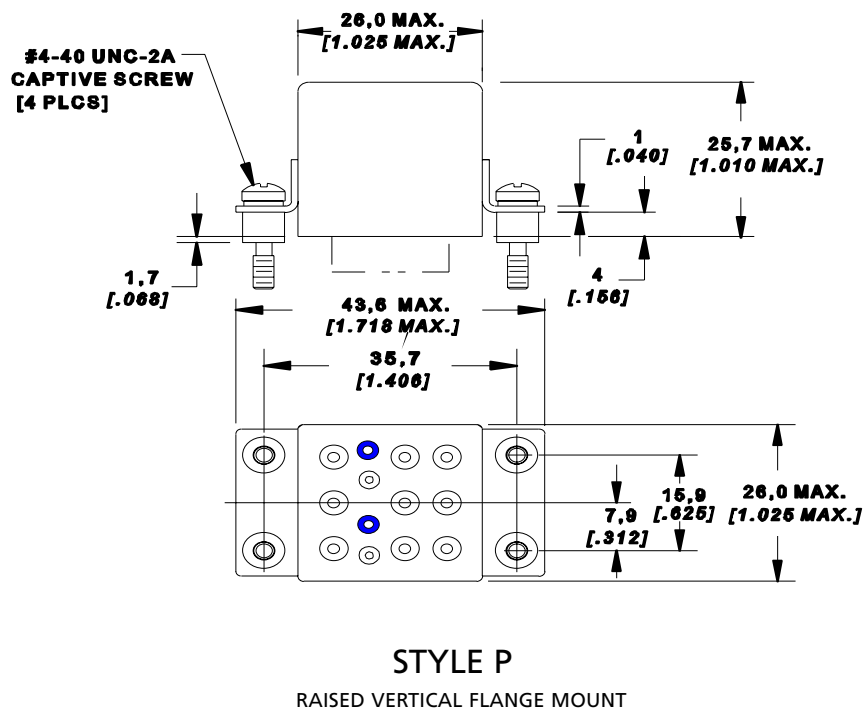 26,0 MAX.
[1.025 MAX.]
#4-40 UNC-2A
CAPTIVE SCREW
[4 PLCS]
1
[.040]
25,7 MAX.
[1.010 MAX.]
1,7
[.068]
4
[.156]
43,6 MAX.
[1.718 MAX.]
35,7
[1.406]
15,9
[.625]
7,9
[.312]
26,0 MAX.
[1.025 MAX.]
STYLE P
RAISED VERTICAL FLANGE MOUNT